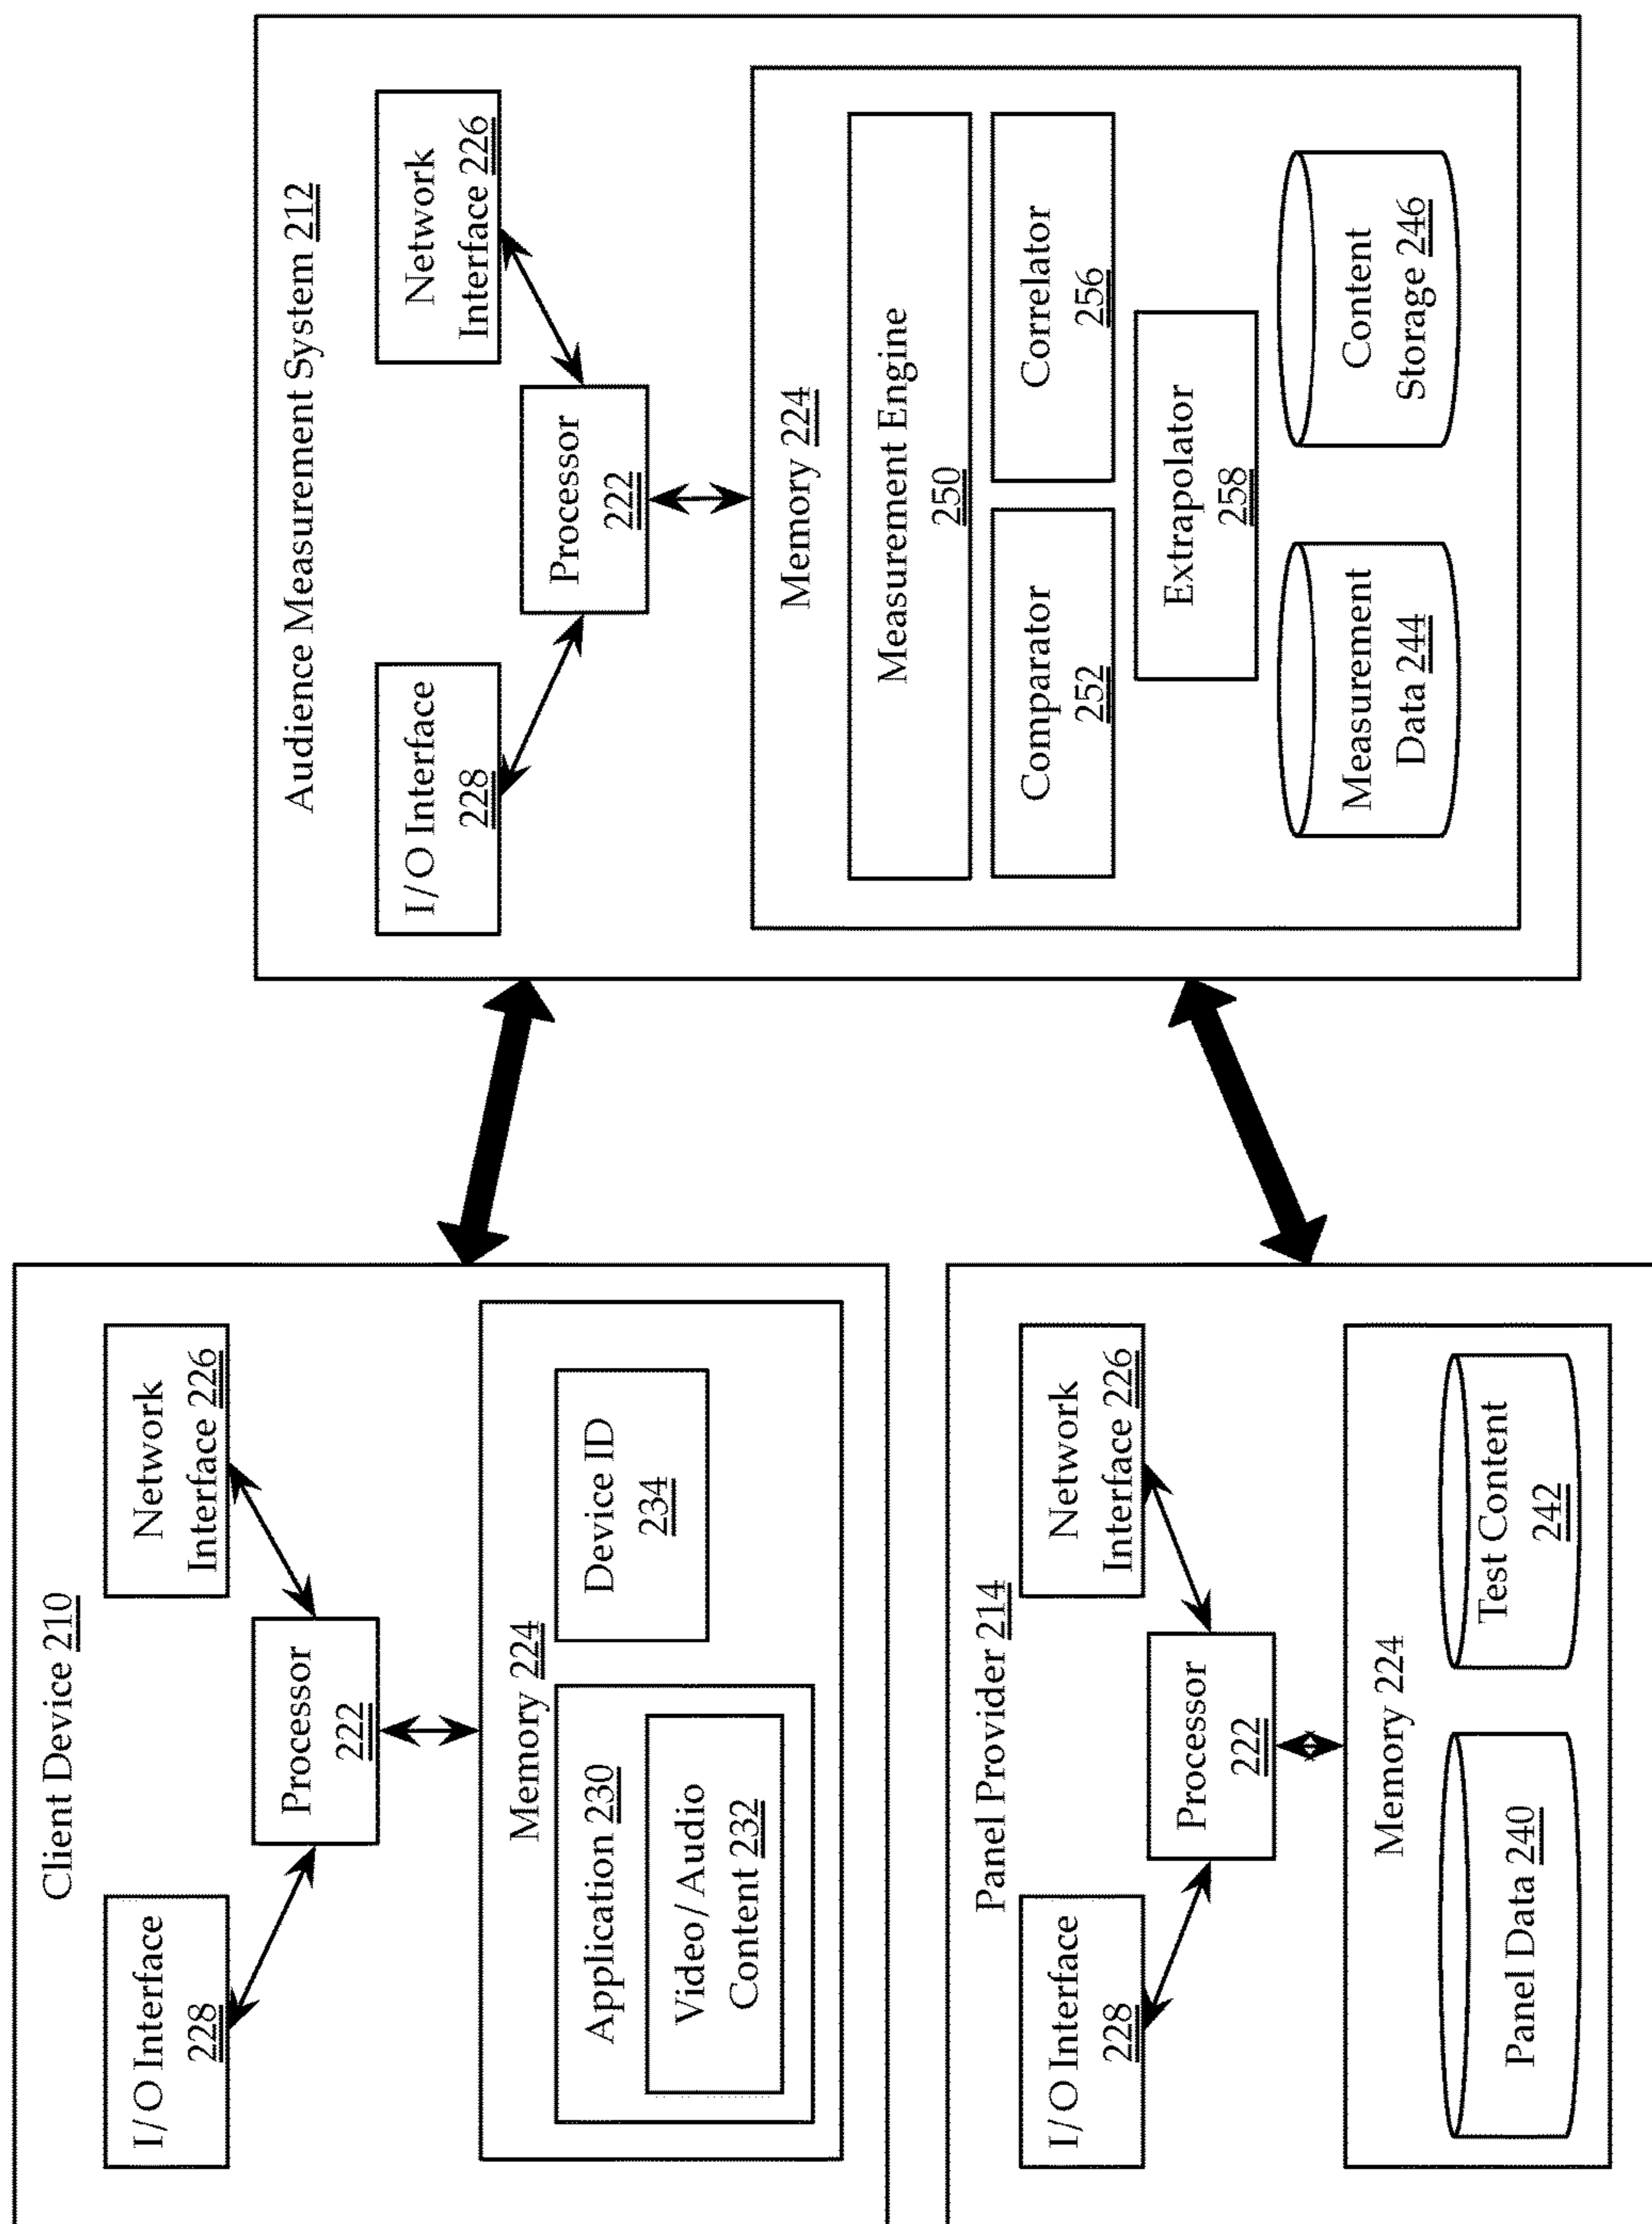 Client Device 210
I/O Interface
228
Network
Interface 226
Processor
222
Memory 224
Application 230
Video/Audio
Content 232
Device ID
234
Panel Provider 214
I/O Interface
228
Network
Interface 226
Processor
222
Memory 224
Panel Data 240
Test Content
242
Audience Measurement System 212
I/O Interface
228
Network
Interface 226
Processor
222
Memory 224
Measurement Engine
250
Comparator
252
Correlator
256
Extrapolator
258
Measurement
Data 244
Content
Storage 246